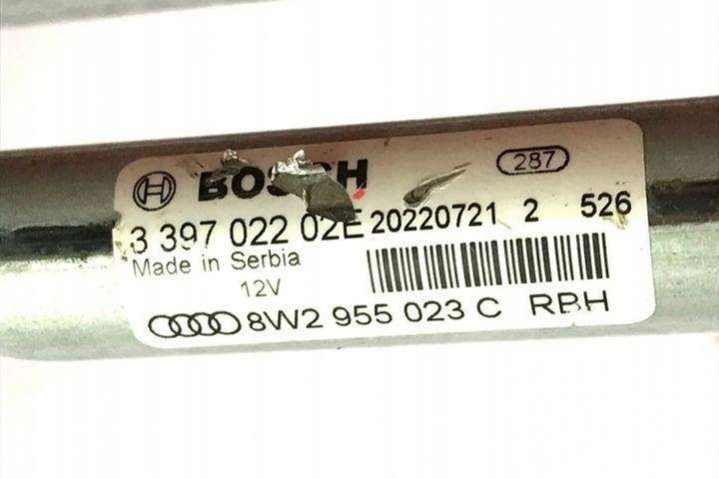 BOSCH 287
3 397 022 02E 20220721 2 526
Made in Serbia
12V
8W2 955 023 C RBH